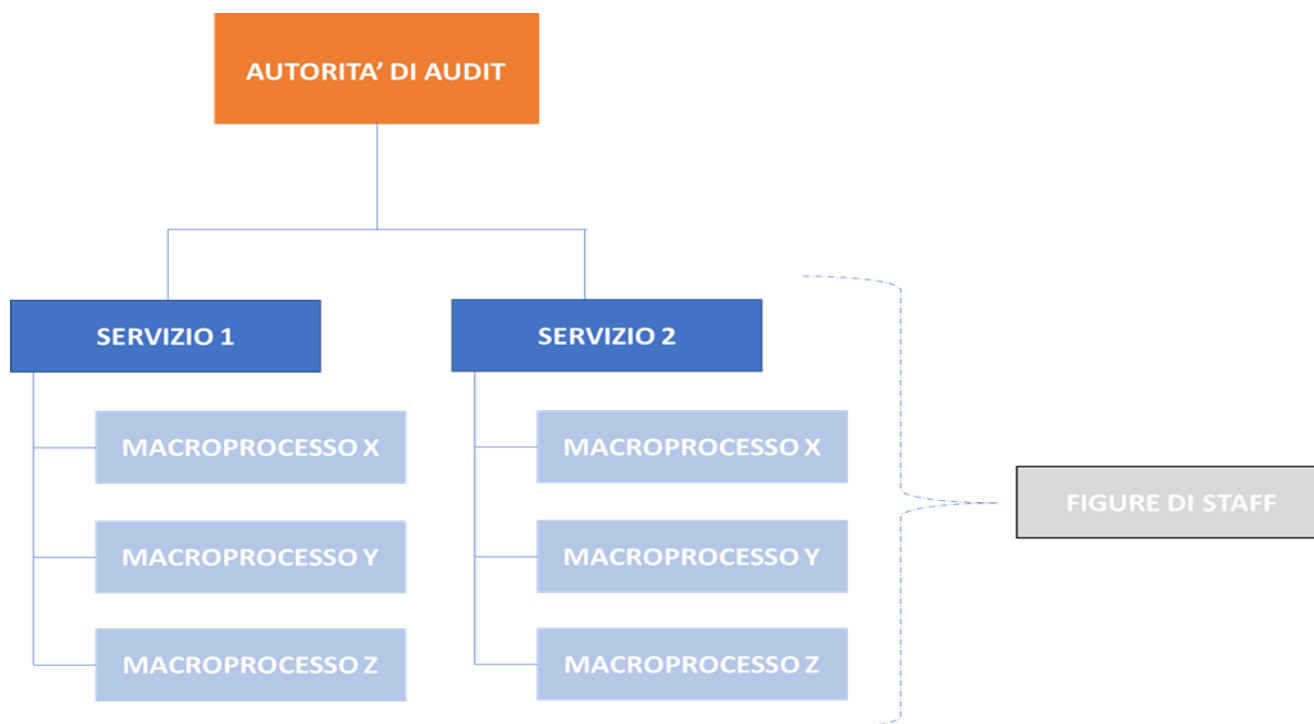 AUTORITA’ DI AUDIT
SERVIZIO 1
SERVIZIO 2
MACROPROCESSO X
MACROPROCESSO X
MACROPROCESSO Y
MACROPROCESSO Y
MACROPROCESSO Z
MACROPROCESSO Z
FIGURE DI STAFF